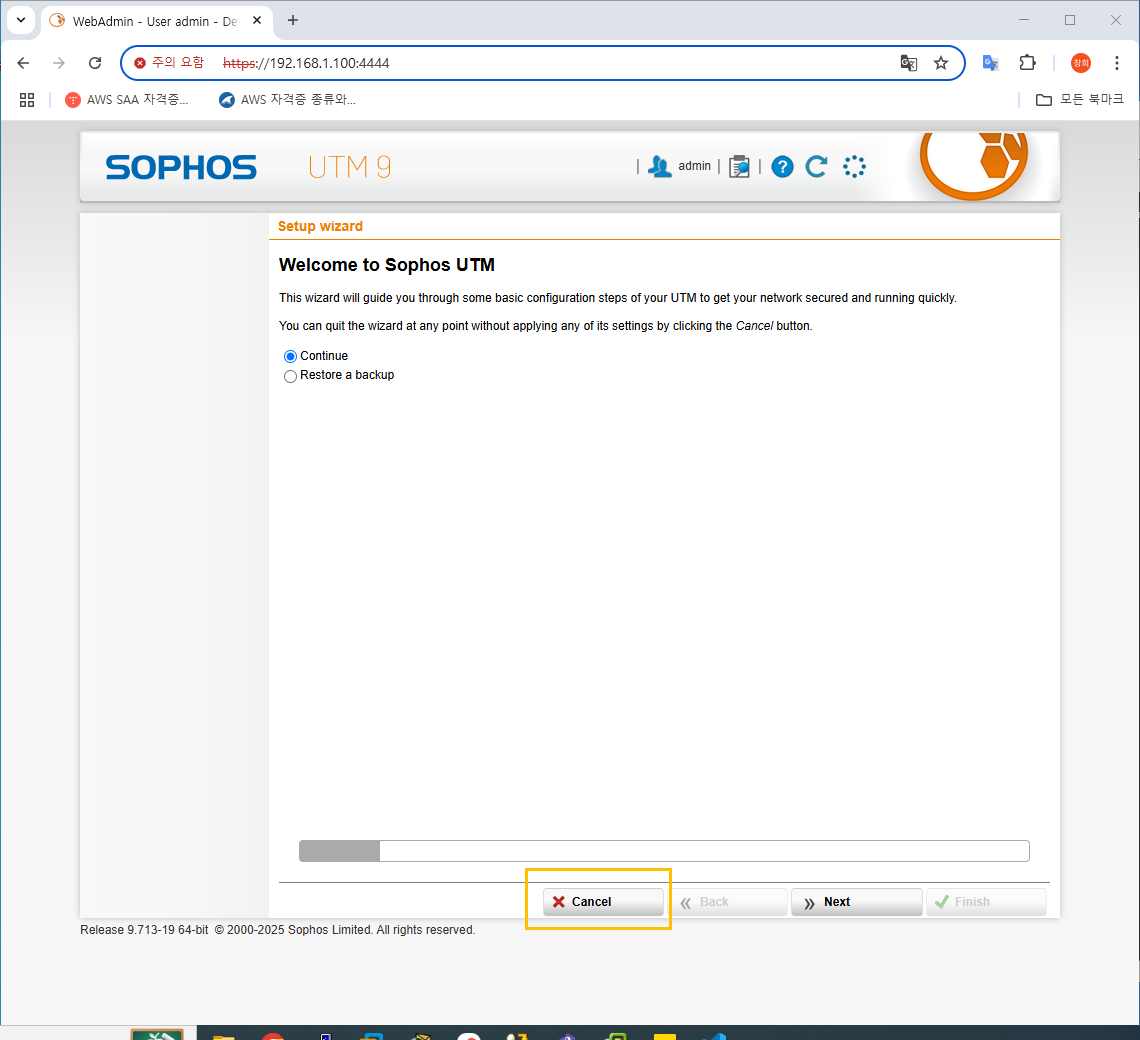 WebAdmin - User admin - De
주의 요함 https://192.168.1.100:4444
창희
AWS SAA 자격증...
AWS 자격증 종류와...
모든 북마크
SOPHOS UTM 9
admin
Setup wizard
Welcome to Sophos UTM
This wizard will guide you through some basic configuration steps of your UTM to get your network secured and running quickly.
You can quit the wizard at any point without applying any of its settings by clicking the Cancel button.
Continue
Restore a backup
Cancel
Back
Next
Finish
Release 9.713-19 64-bit © 2000-2025 Sophos Limited. All rights reserved.